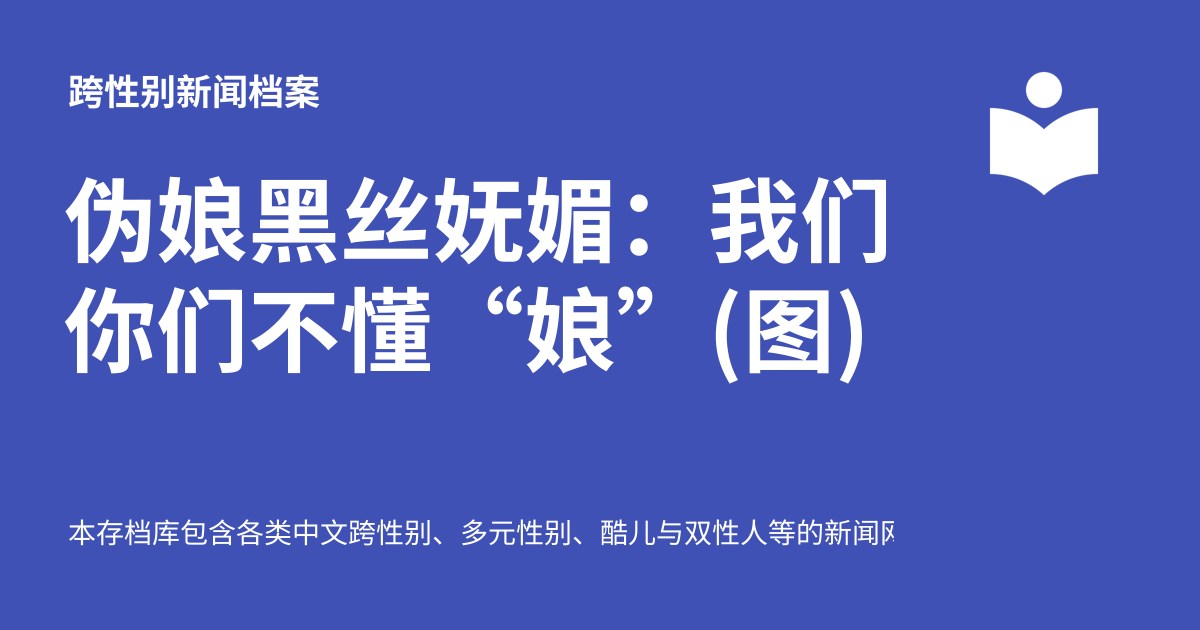 跨性别新闻档案
伪娘黑丝妩媚：我们
你们不懂“娘”(图)
本存档库包含各类中文跨性别、多元性别、酷儿与双性人等的新闻